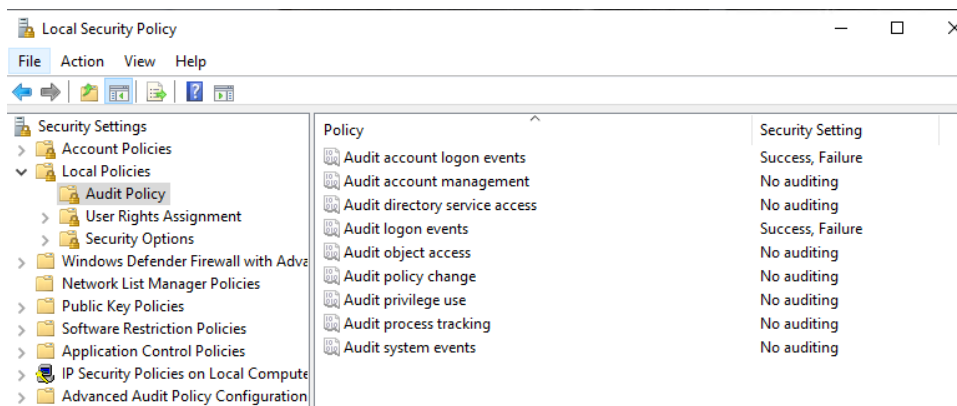 Local Security Policy
File Action View Help
Security Settings
Account Policies
Local Policies
Audit Policy
User Rights Assignment
Security Options
Windows Defender Firewall with Adva
Network List Manager Policies
Public Key Policies
Software Restriction Policies
Application Control Policies
IP Security Policies on Local Compute
Advanced Audit Policy Configuration
Policy Security Setting
Audit account logon events Success, Failure
Audit account management No auditing
Audit directory service access No auditing
Audit logon events Success, Failure
Audit object access No auditing
Audit policy change No auditing
Audit privilege use No auditing
Audit process tracking No auditing
Audit system events No auditing